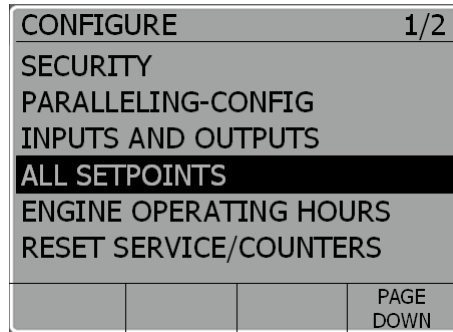 CONFIGURE 1/2
SECURITY
PARALLELING-CONFIG
INPUTS AND OUTPUTS
ALL SETPOINTS
ENGINE OPERATING HOURS
RESET SERVICE/COUNTERS
PAGE
DOWN